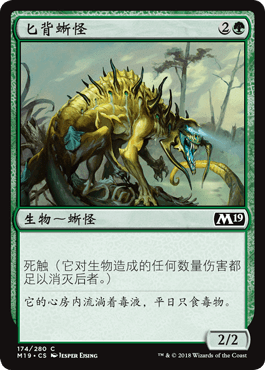 匕背蜥怪 2
生物～蜥怪 M19
死触（它对生物造成的任何数量伤害都
足以消灭后者。）
它的心房内流淌着毒液，平日只食毒物。
2/2
174/280 C
M19 • CS JESPER EJSING
™ & © 2018 Wizards of the Coast